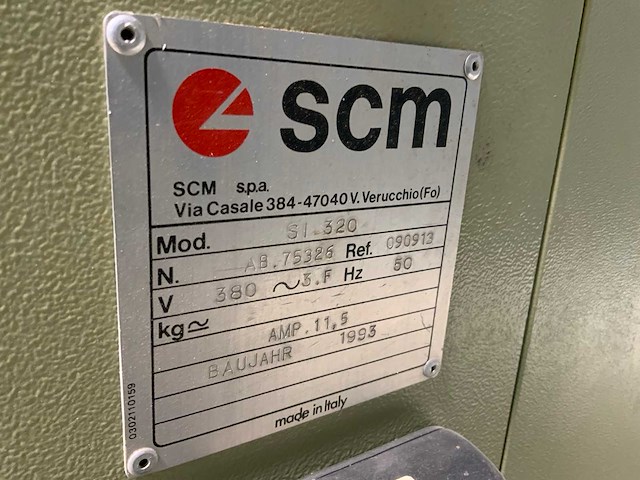 scm
SCM s.p.a.
Via Casale 384-47040 V. Verucchio (Fo)
Mod. SI 320
N. AB.75326 Ref. 090913
V 380 ~ 3.F Hz 50
kg≃
AMP.11,5
BAUJAHR 1993
made in Italy
0302110159